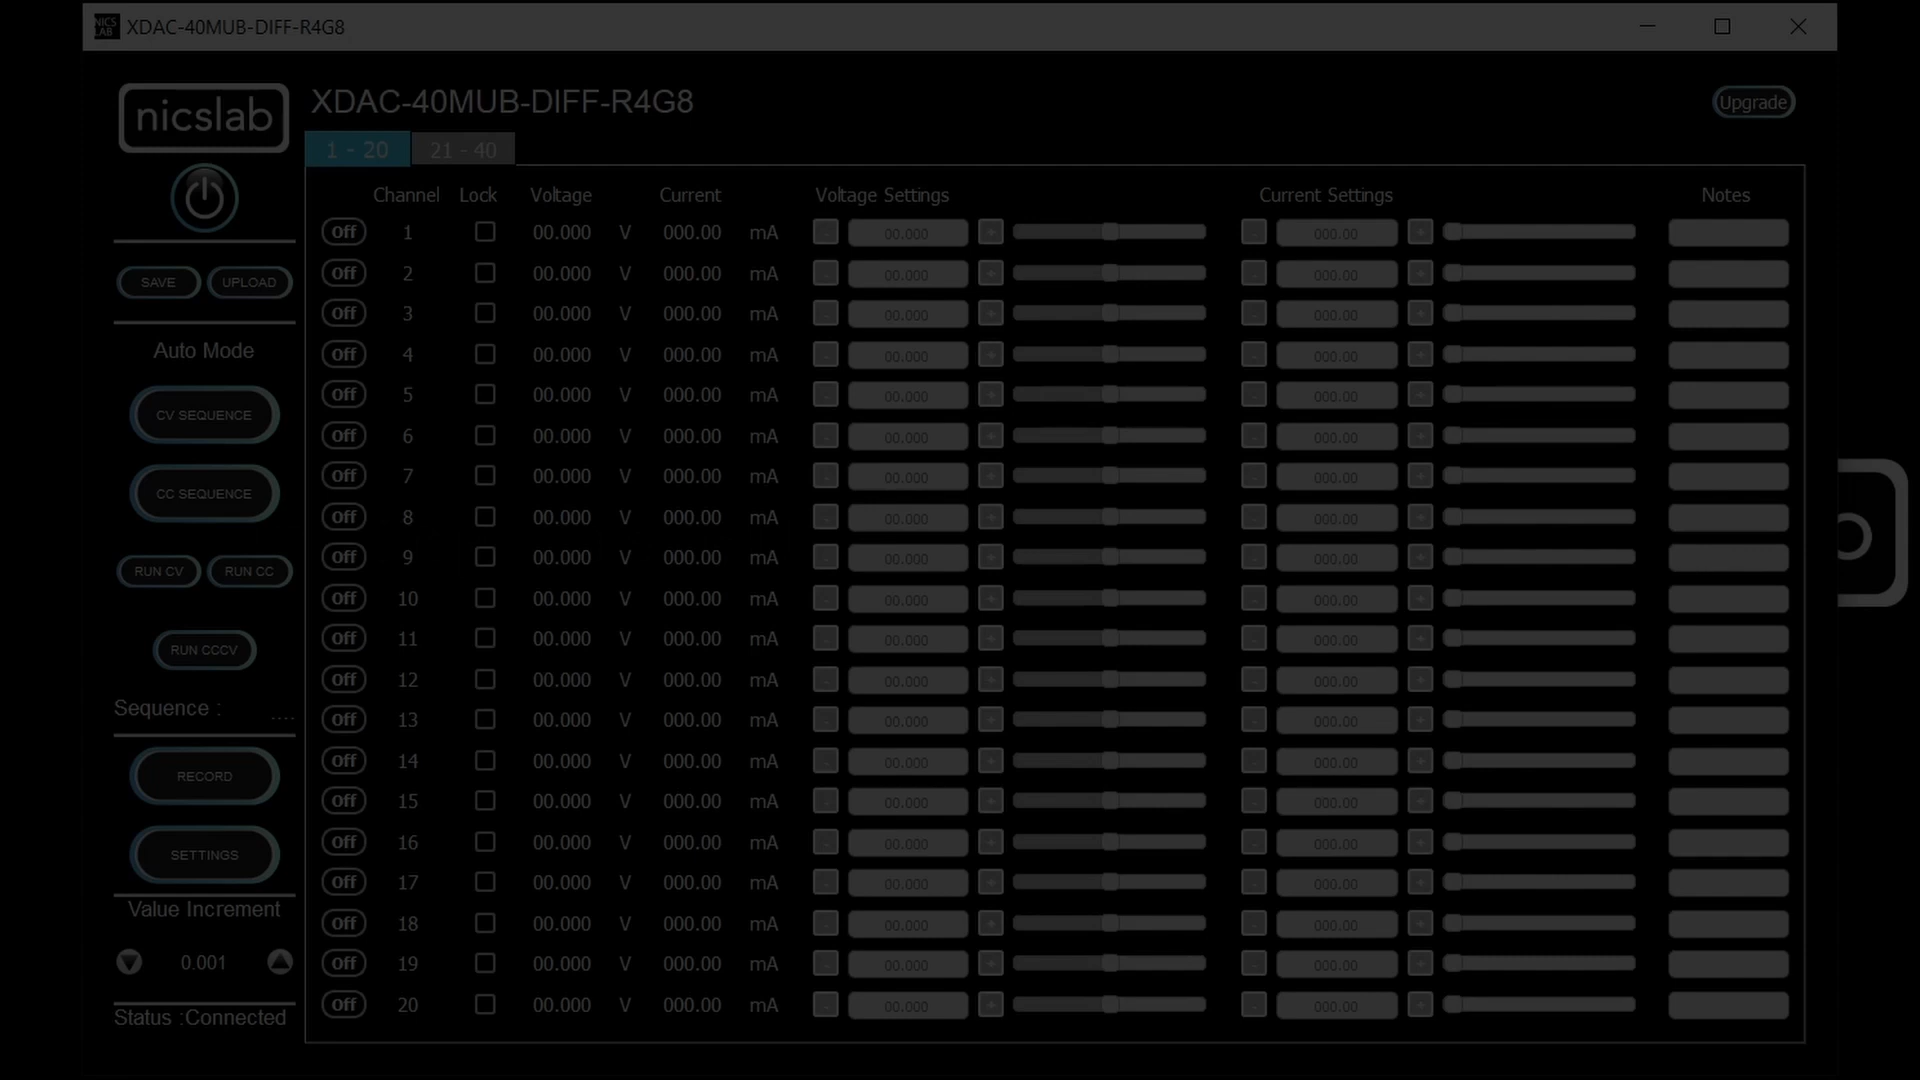 NICS
LAB
XDAC-40MUB-DIFF-R4G8
nicslab
XDAC-40MUB-DIFF-R4G8
Upgrade
1 - 20 21 - 40
Channel Lock Voltage Current Voltage Settings Current Settings Notes
Off 1 00.000 V 000.00 mA - 00.000 + - 000.00 +
Off 2 00.000 V 000.00 mA - 00.000 + - 000.00 +
Off 3 00.000 V 000.00 mA - 00.000 + - 000.00 +
Off 4 00.000 V 000.00 mA - 00.000 + - 000.00 +
Off 5 00.000 V 000.00 mA - 00.000 + - 000.00 +
Off 6 00.000 V 000.00 mA - 00.000 + - 000.00 +
Off 7 00.000 V 000.00 mA - 00.000 + - 000.00 +
Off 8 00.000 V 000.00 mA - 00.000 + - 000.00 +
Off 9 00.000 V 000.00 mA - 00.000 + - 000.00 +
Off 10 00.000 V 000.00 mA - 00.000 + - 000.00 +
Off 11 00.000 V 000.00 mA - 00.000 + - 000.00 +
Off 12 00.000 V 000.00 mA - 00.000 + - 000.00 +
Off 13 00.000 V 000.00 mA - 00.000 + - 000.00 +
Off 14 00.000 V 000.00 mA - 00.000 + - 000.00 +
Off 15 00.000 V 000.00 mA - 00.000 + - 000.00 +
Off 16 00.000 V 000.00 mA - 00.000 + - 000.00 +
Off 17 00.000 V 000.00 mA - 00.000 + - 000.00 +
Off 18 00.000 V 000.00 mA - 00.000 + - 000.00 +
Off 19 00.000 V 000.00 mA - 00.000 + - 000.00 +
Off 20 00.000 V 000.00 mA - 00.000 + - 000.00 +
SAVE UPLOAD
Auto Mode
CV SEQUENCE
CC SEQUENCE
RUN CV RUN CC
RUN CCCV
Sequence : ....
RECORD
SETTINGS
Value Increment
0.001
Status :Connected